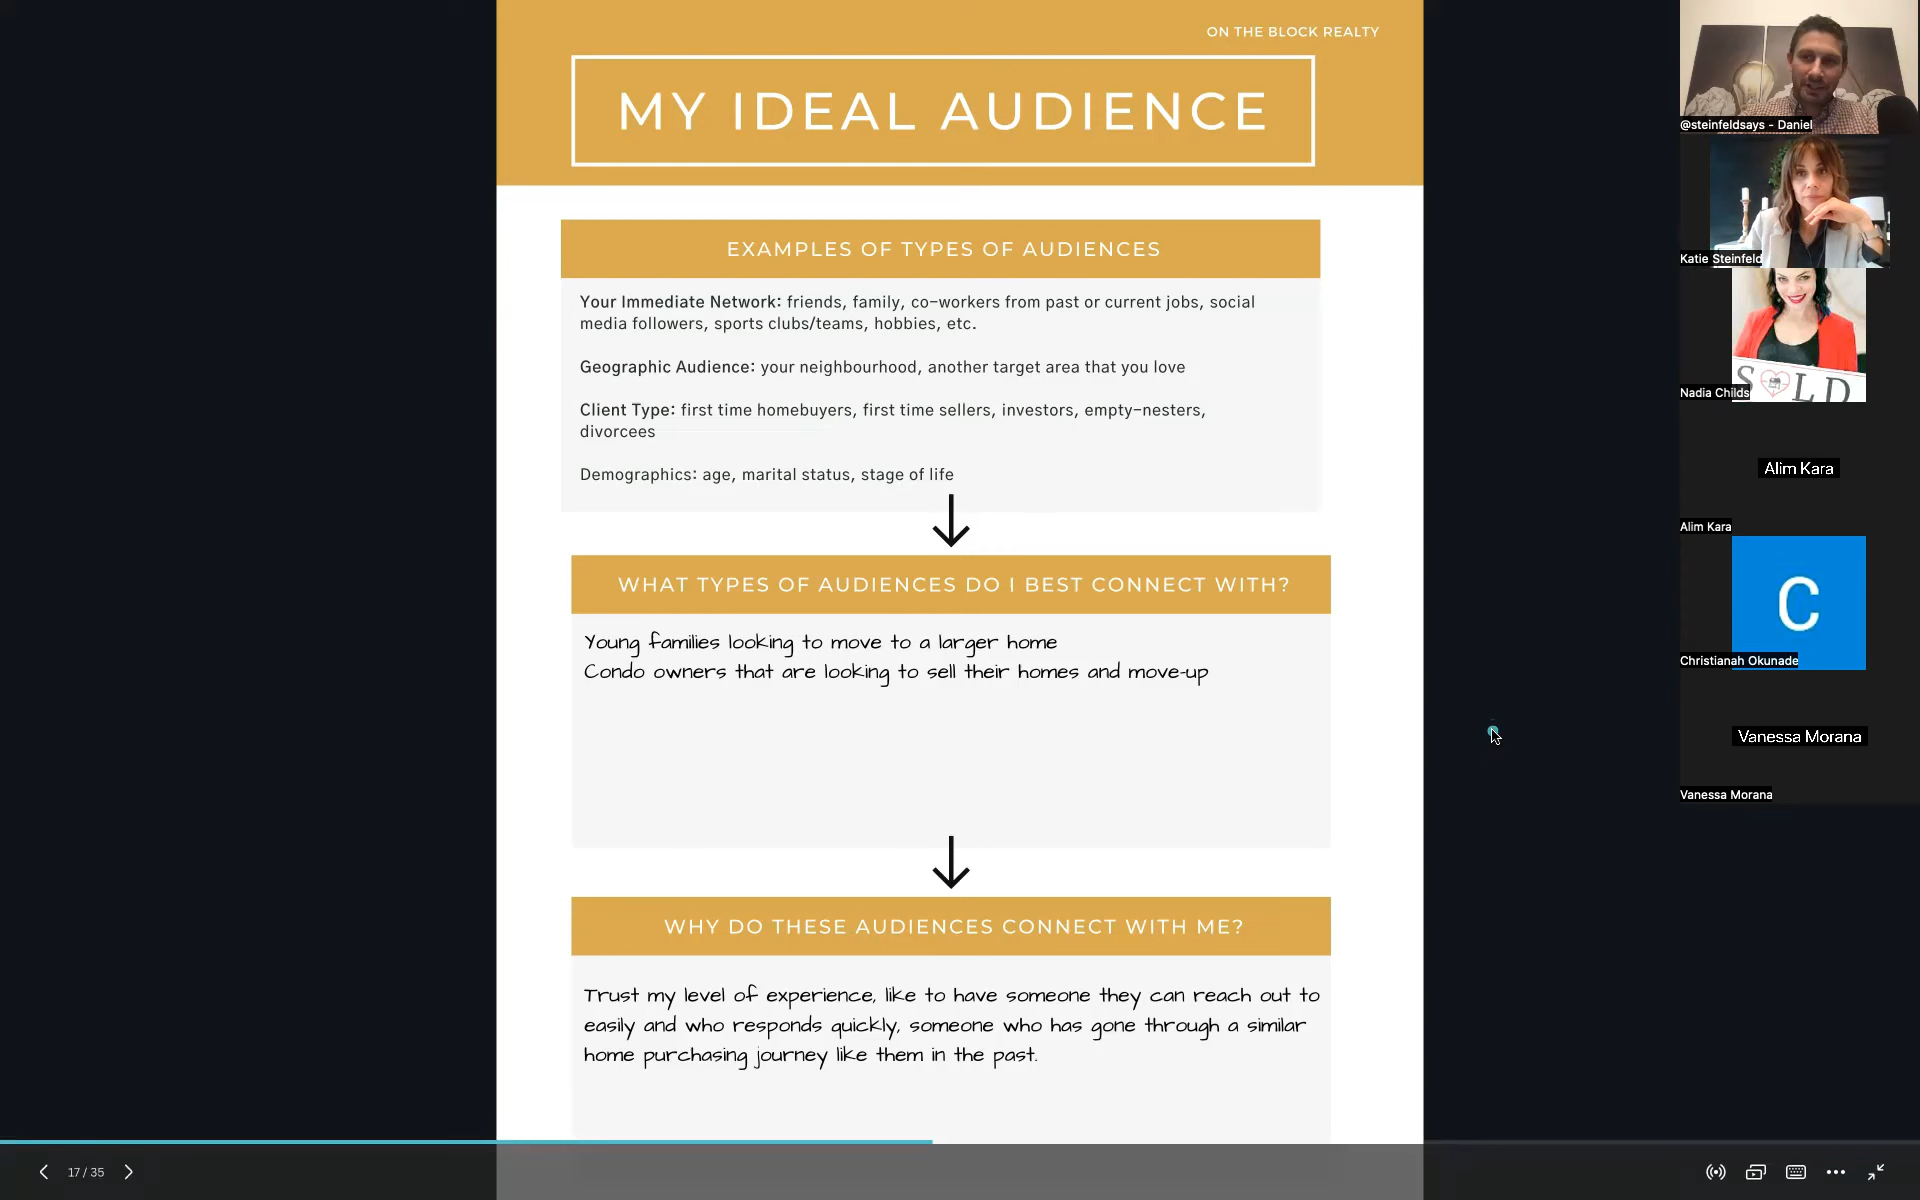 ON THE BLOCK REALTY
MY IDEAL AUDIENCE
EXAMPLES OF TYPES OF AUDIENCES
Your Immediate Network: friends, family, co-workers from past or current jobs, social
media followers, sports clubs/teams, hobbies, etc.
Geographic Audience: your neighbourhood, another target area that you love
Client Type: first time homebuyers, first time sellers, investors, empty-nesters,
divorcees
Demographics: age, marital status, stage of life
WHAT TYPES OF AUDIENCES DO I BEST CONNECT WITH?
Young families looking to move to a larger home
Condo owners that are looking to sell their homes and move-up
WHY DO THESE AUDIENCES CONNECT WITH ME?
Trust my level of experience, like to have someone they can reach out to
easily and who responds quickly, someone who has gone through a similar
home purchasing journey like them in the past.
17 / 35
@steinfeldsays - Daniel
Katie Steinfeld
SOLD
Nadia Childs
Alim Kara
Alim Kara
C
Christianah Okunade
Vanessa Morana
Vanessa Morana